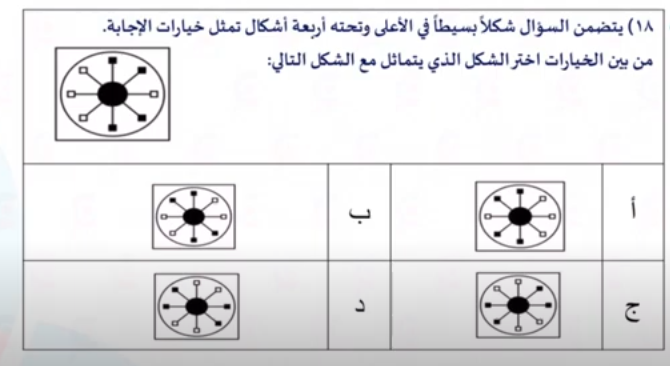 ١٨) يتضمن السؤال شكلاً بسيطاً في الأعلى وتحته أربعة أشكال تمثل خيارات الإجابة.
من بين الخيارات اختر الشكل الذي يتماثل مع الشكل التالي:
أ
ب
ج
د